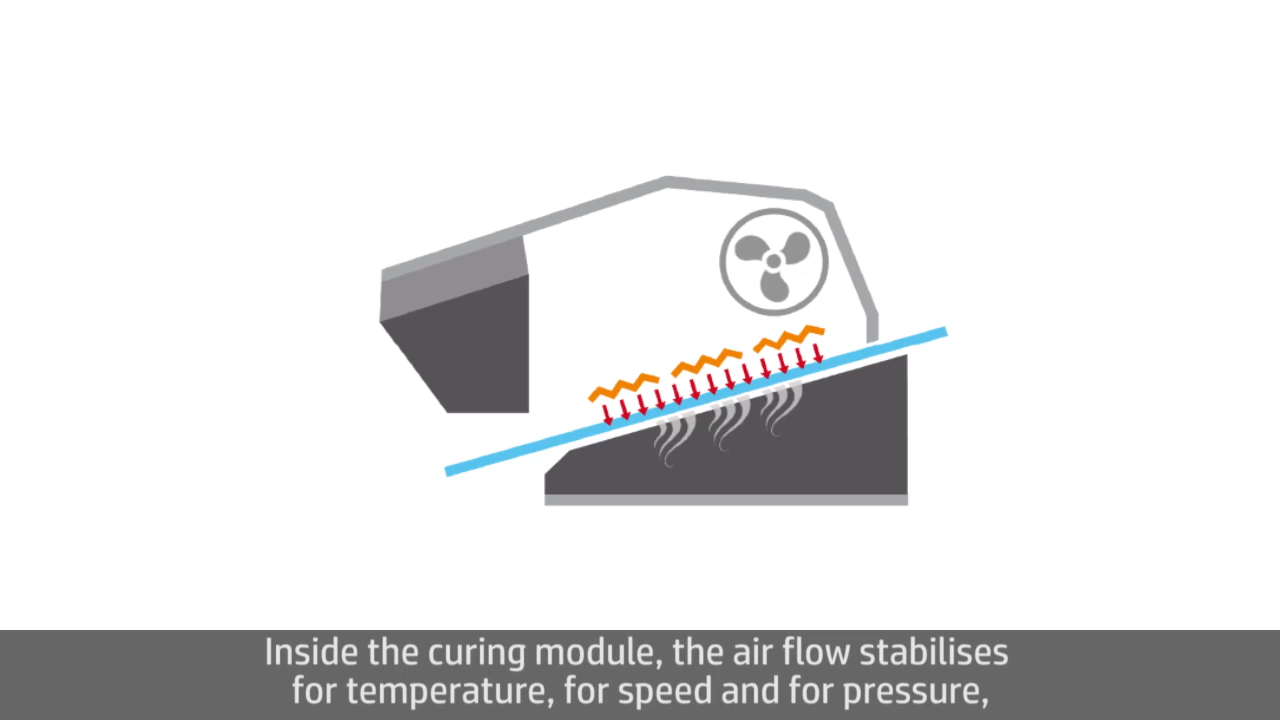 Inside the curing module, the air flow stabilises
for temperature, for speed and for pressure,